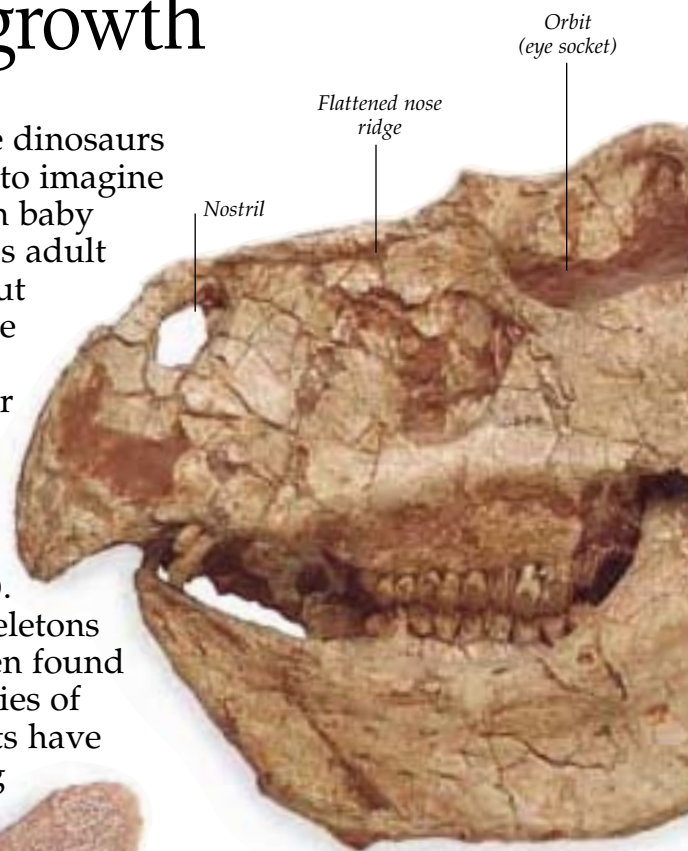 growth
Orbit
(eye socket)
Flattened nose
ridge
Nostril
e dinosaurs
to imagine
n baby
s adult
ut
e
r
).
eletons
en found
ies of
ts have
g